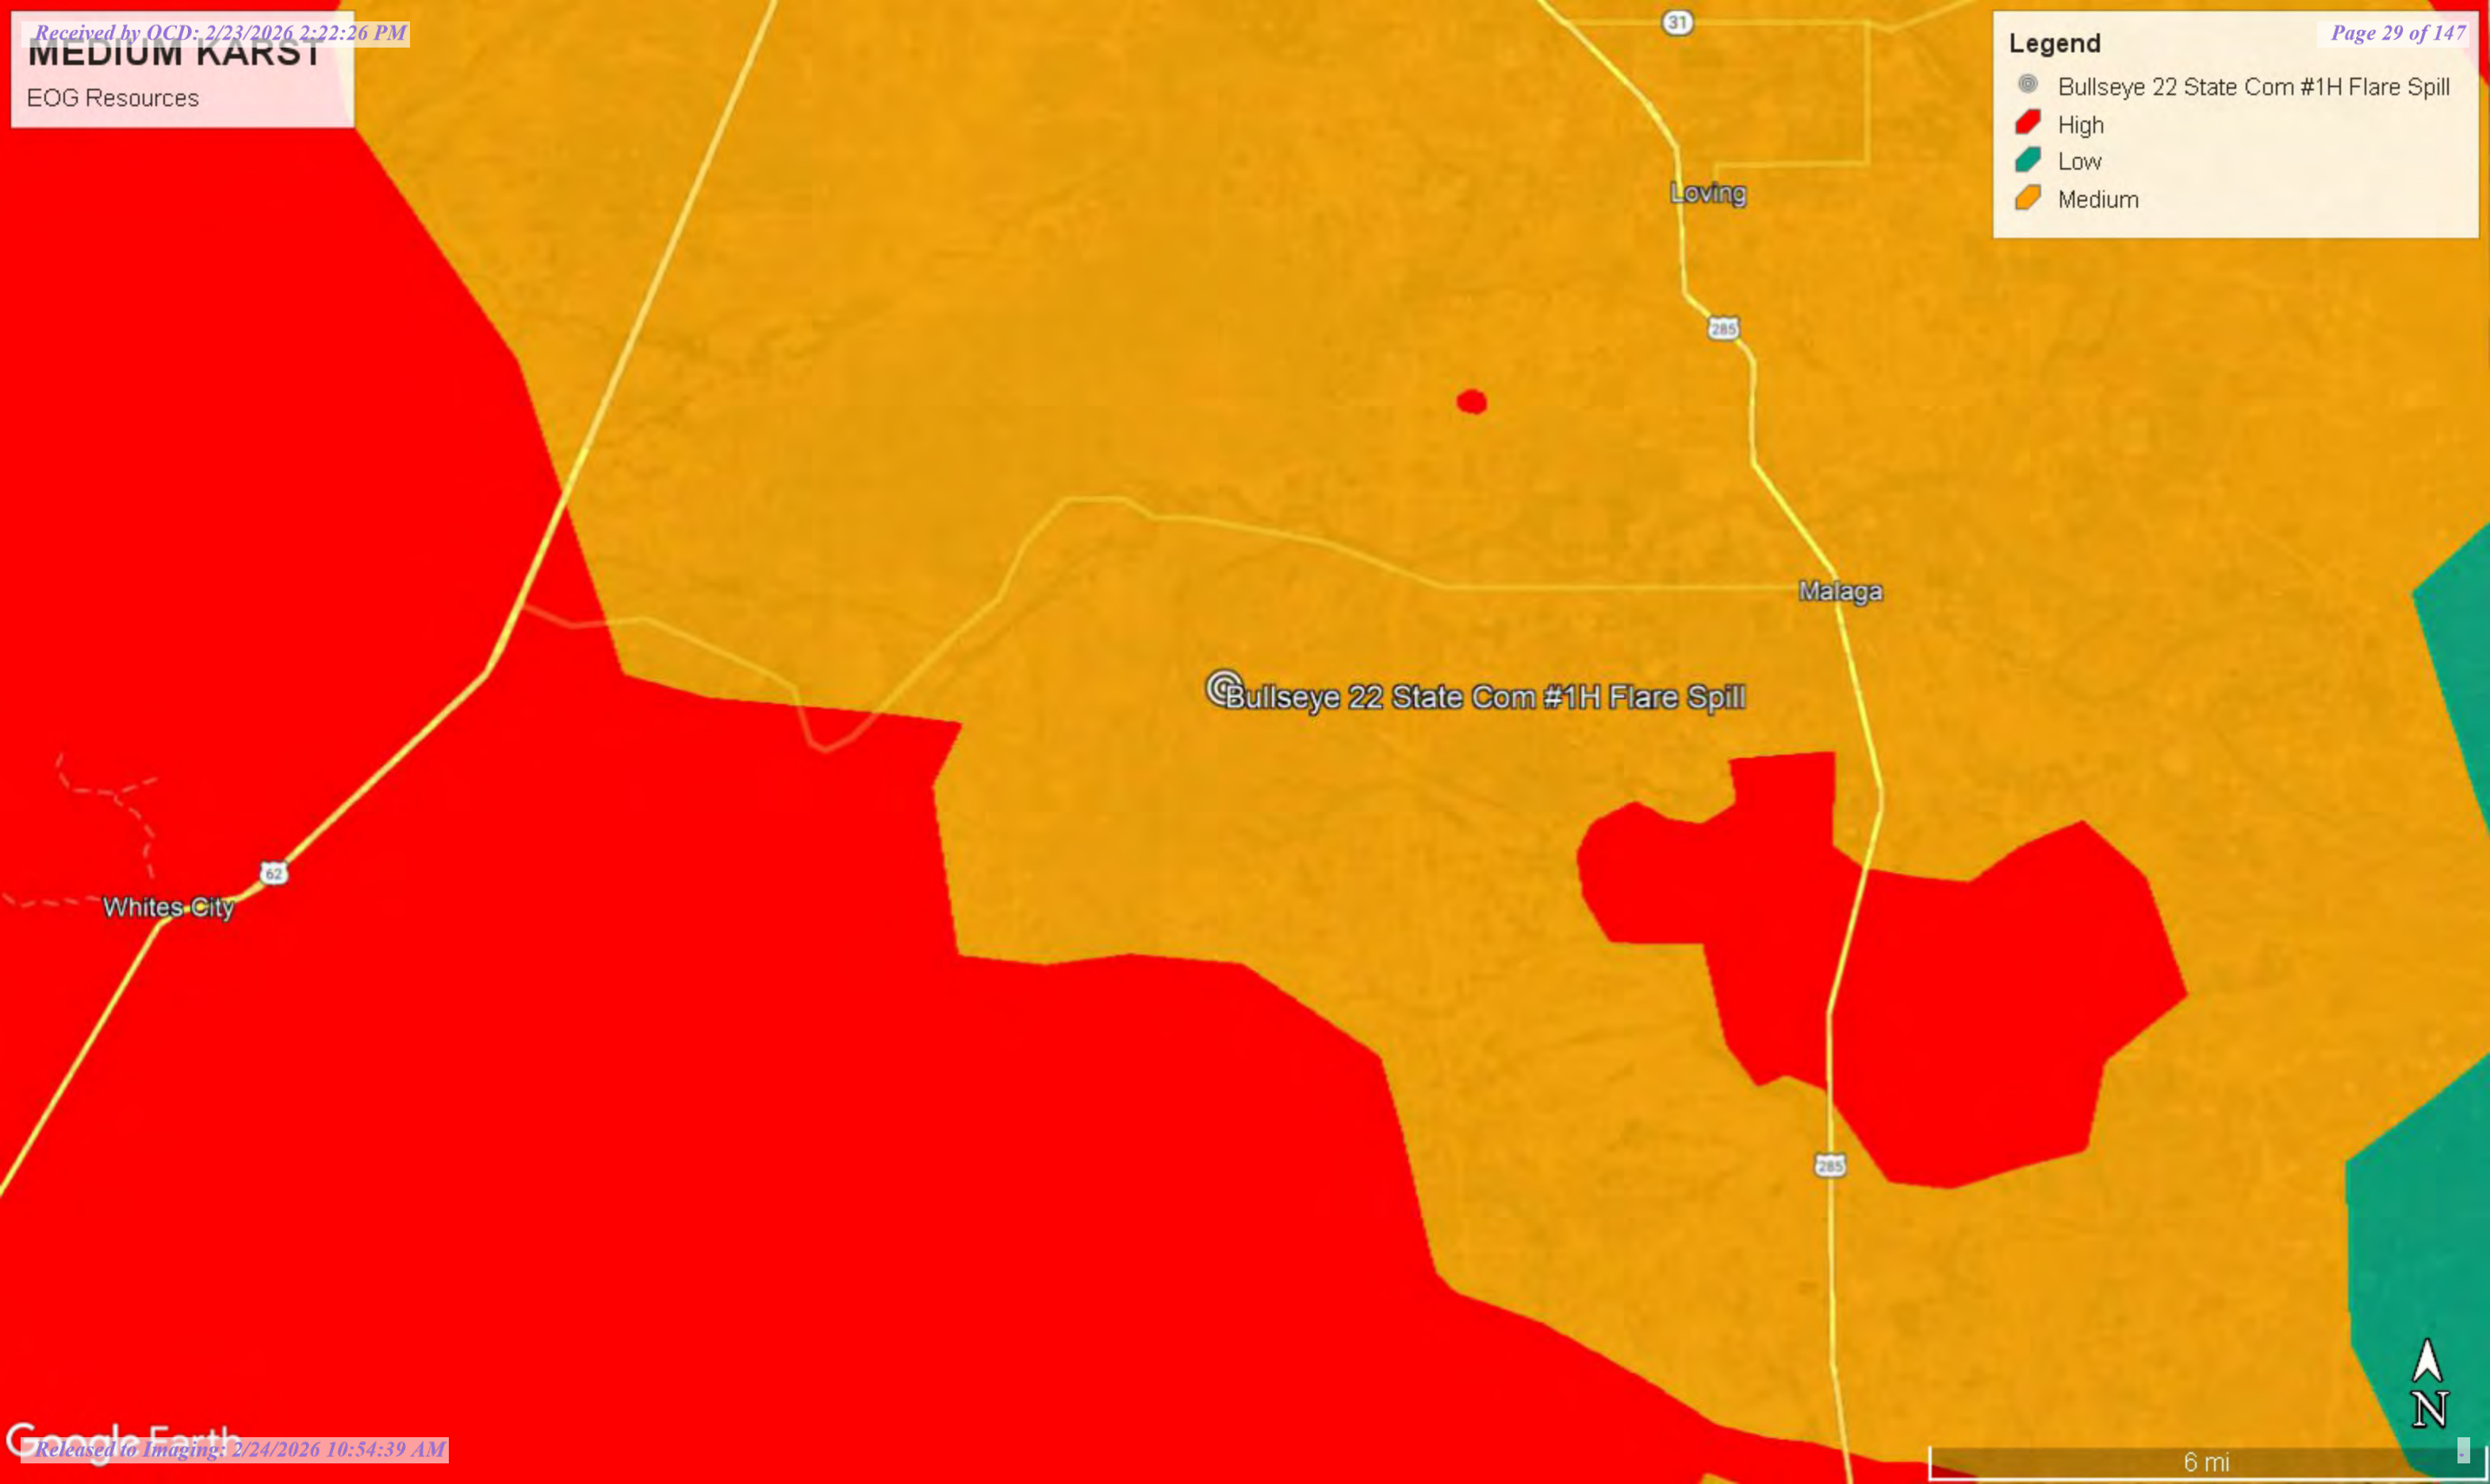 Received by OCD: 2/23/2026 2:22:26 PM
Page 29 of 147
MEDIUM KARST
EOG Resources
Legend
Bullseye 22 State Com #1H Flare Spill
High
Low
Medium
31
Loving
285
Malaga
Bullseye 22 State Com #1H Flare Spill
62
Whites City
285
N
Google Earth
Released to Imaging: 2/24/2026 10:54:39 AM
6 mi